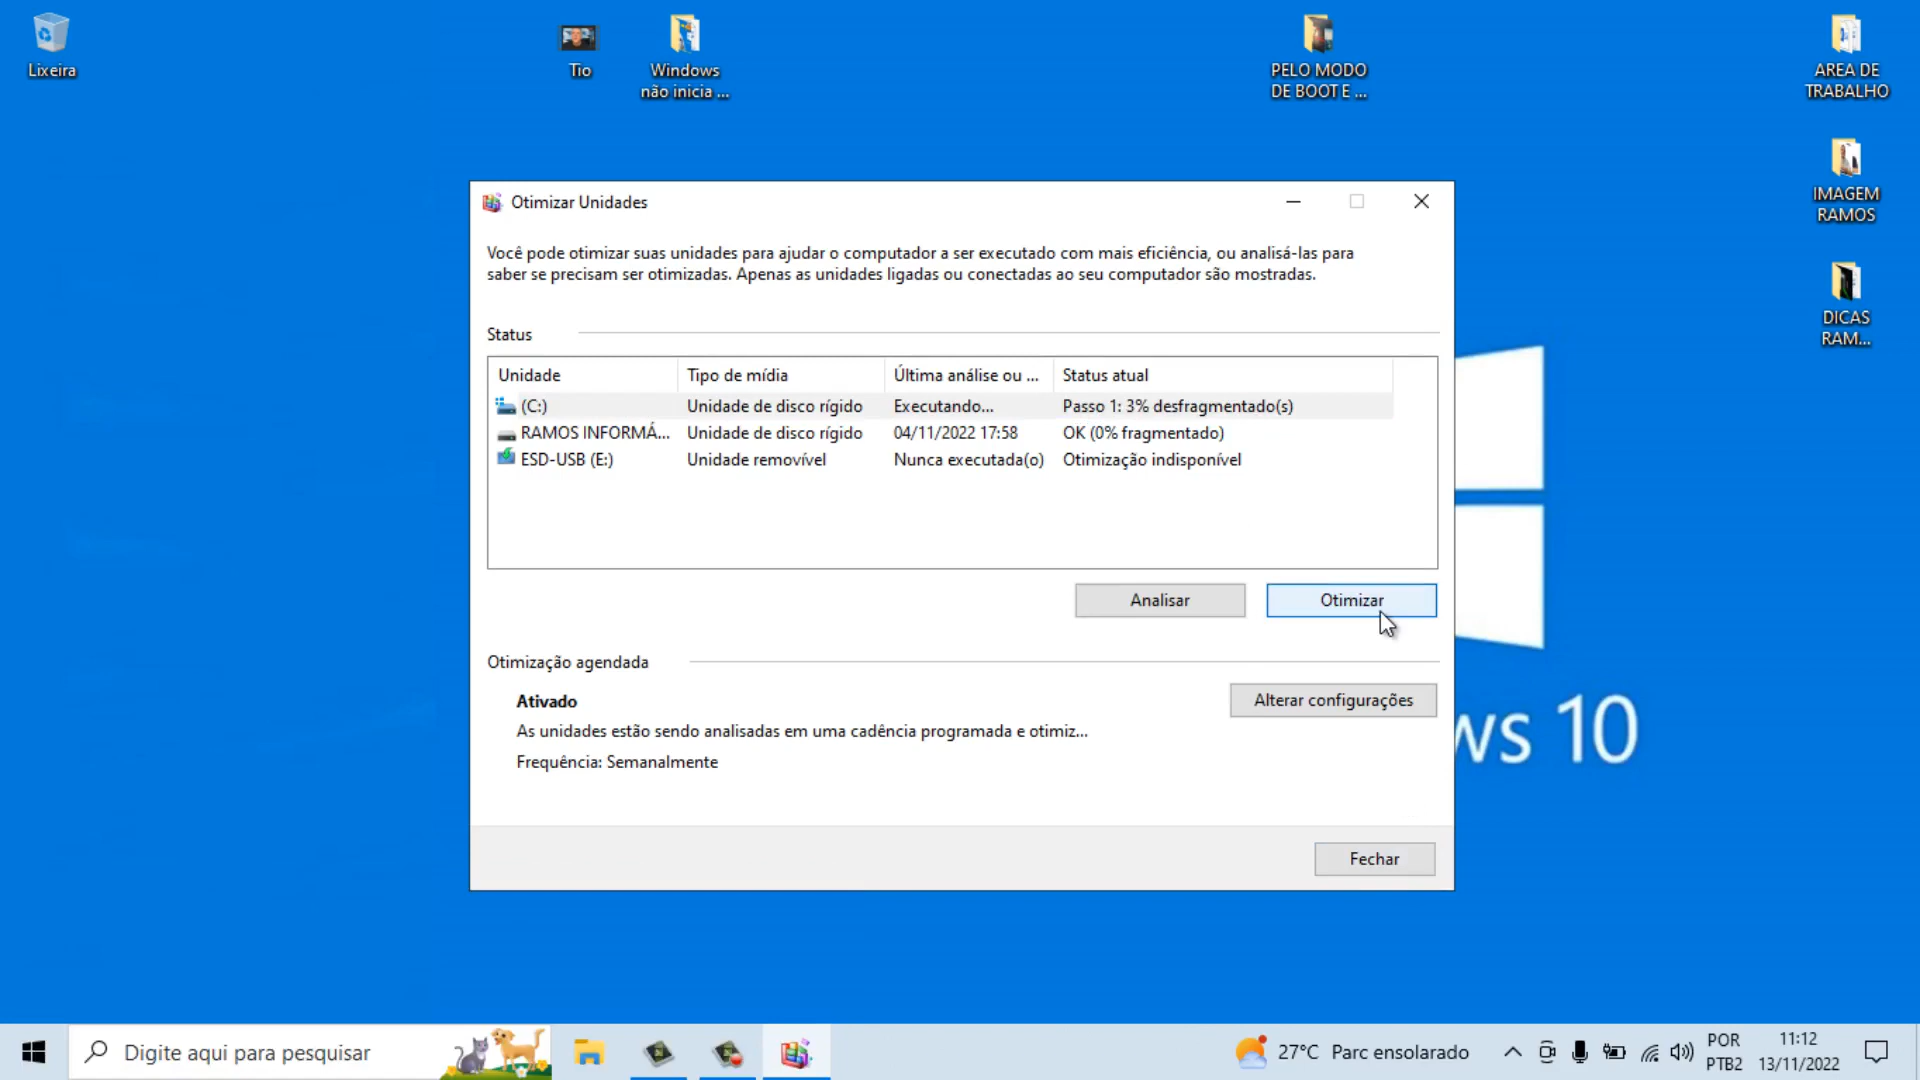 Lixeira
Tio
Windows
não inicia ...
PELO MODO
DE BOOT E ...
AREA DE
TRABALHO
IMAGEM
RAMOS
DICAS
RAM...
Otimizar Unidades
Você pode otimizar suas unidades para ajudar o computador a ser executado com mais eficiência, ou analisá-las para
saber se precisam ser otimizadas. Apenas as unidades ligadas ou conectadas ao seu computador são mostradas.
Status
Unidade Tipo de mídia Última análise ou ... Status atual
(C:) Unidade de disco rígido Executando... Passo 1: 3% desfragmentado(s)
RAMOS INFORMÁ... Unidade de disco rígido 04/11/2022 17:58 OK (0% fragmentado)
ESD-USB (E:) Unidade removível Nunca executada(o) Otimização indisponível
Analisar Otimizar
Otimização agendada
Ativado
Alterar configurações
As unidades estão sendo analisadas em uma cadência programada e otimiz...
Frequência: Semanalmente
ws 10
Fechar
Digite aqui para pesquisar
27°C Parc ensolarado
POR
PTB2
11:12
13/11/2022